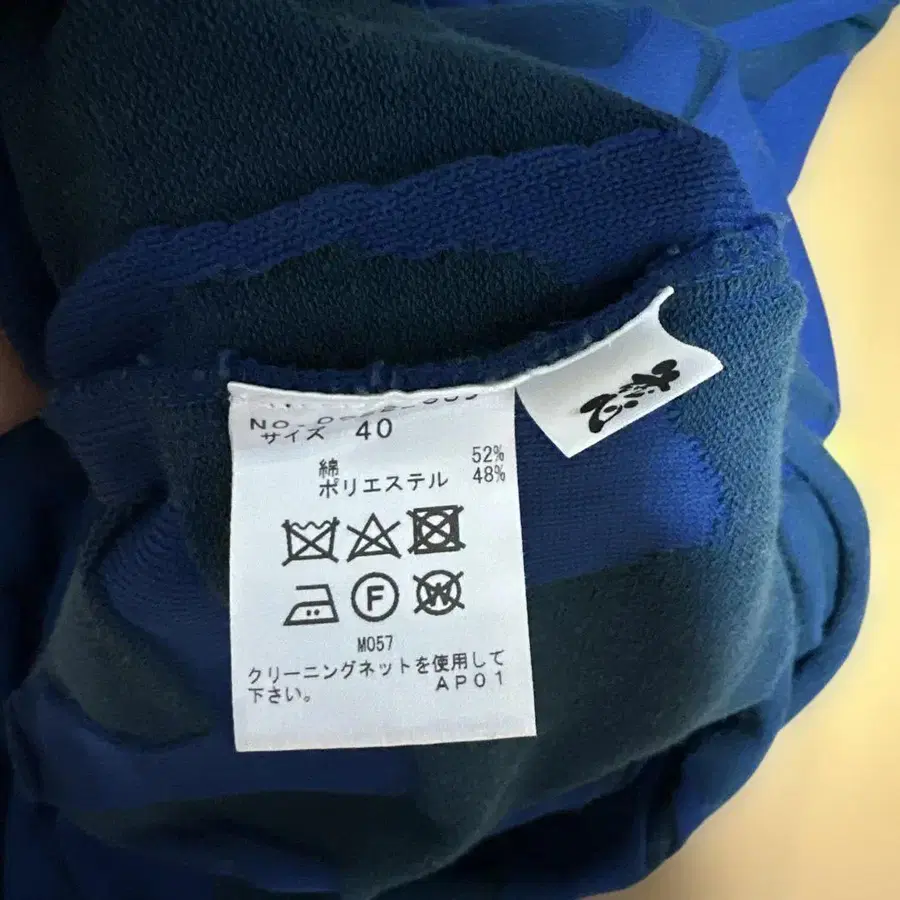 サイズ 40
綿 52%
ポリエステル 48%
F
W
M057
クリーニングネットを使用して
下さい。 AP01